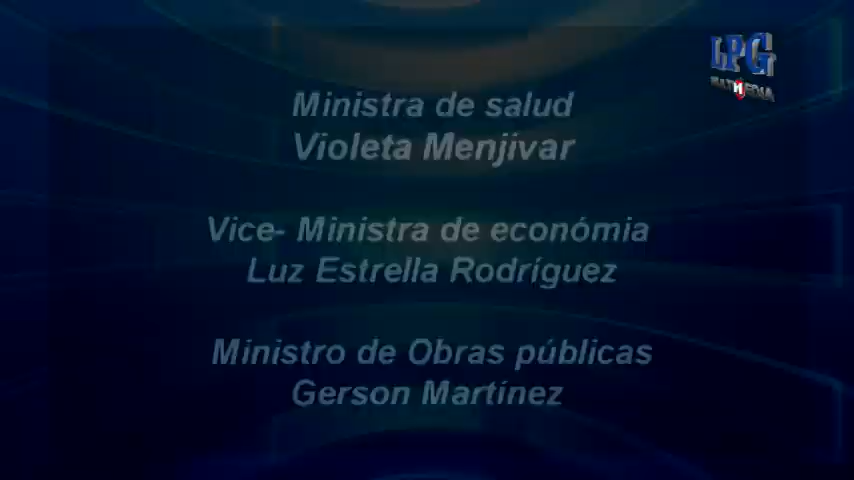 LPG
MULTIMEDIA
Ministra de salud
Violeta Menjivar
Vice- Ministra de económia
Luz Estrella Rodríguez
Ministro de Obras públicas
Gerson Martínez